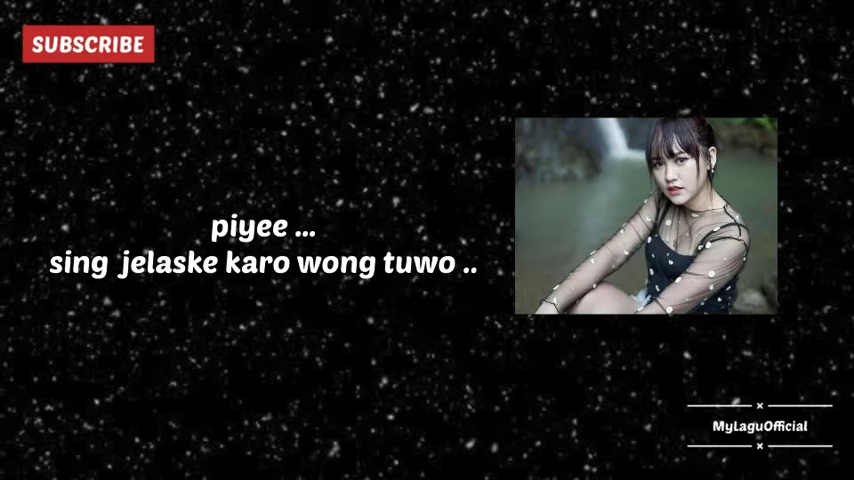 SUBSCRIBE
piyee ...
sing jelaske karo wong tuwo ..
MyLaguOfficial